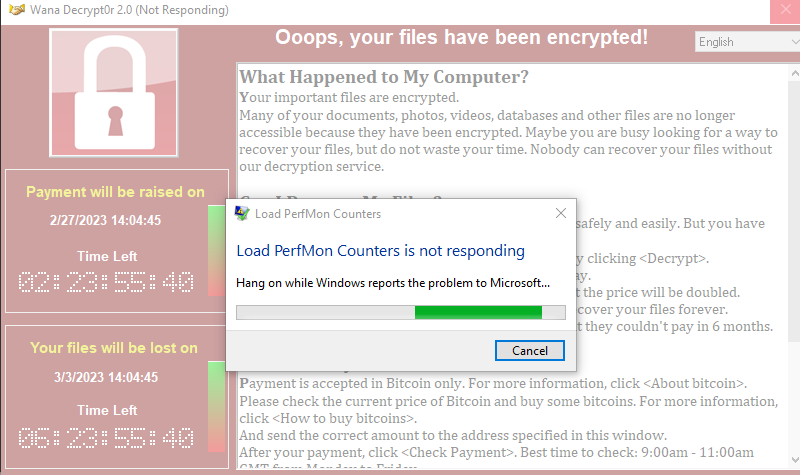 Wana Decrypt0r 2.0 (Not Responding)
Ooops, your files have been encrypted!
English
What Happened to My Computer?
Your important files are encrypted.
Many of your documents, photos, videos, databases and other files are no longer
accessible because they have been encrypted. Maybe you are busy looking for a way to
recover your files, but do not waste your time. Nobody can recover your files without
our decryption service.
Payment will be raised on
2/27/2023 14:04:45
Time Left
02:23:55:40
Your files will be lost on
3/3/2023 14:04:45
Time Left
06:23:55:40
safely and easily. But you have
clicking <Decrypt>.
the price will be doubled.
your files forever.
they couldn't pay in 6 months.
Load PerfMon Counters
Load PerfMon Counters is not responding
Hang on while Windows reports the problem to Microsoft...
Cancel
Payment is accepted in Bitcoin only. For more information, click <About bitcoin>.
Please check the current price of Bitcoin and buy some bitcoins. For more information,
click <How to buy bitcoins>.
And send the correct amount to the address specified in this window.
After your payment, click <Check Payment>. Best time to check: 9:00am - 11:00am
GMT from Monday to Friday.